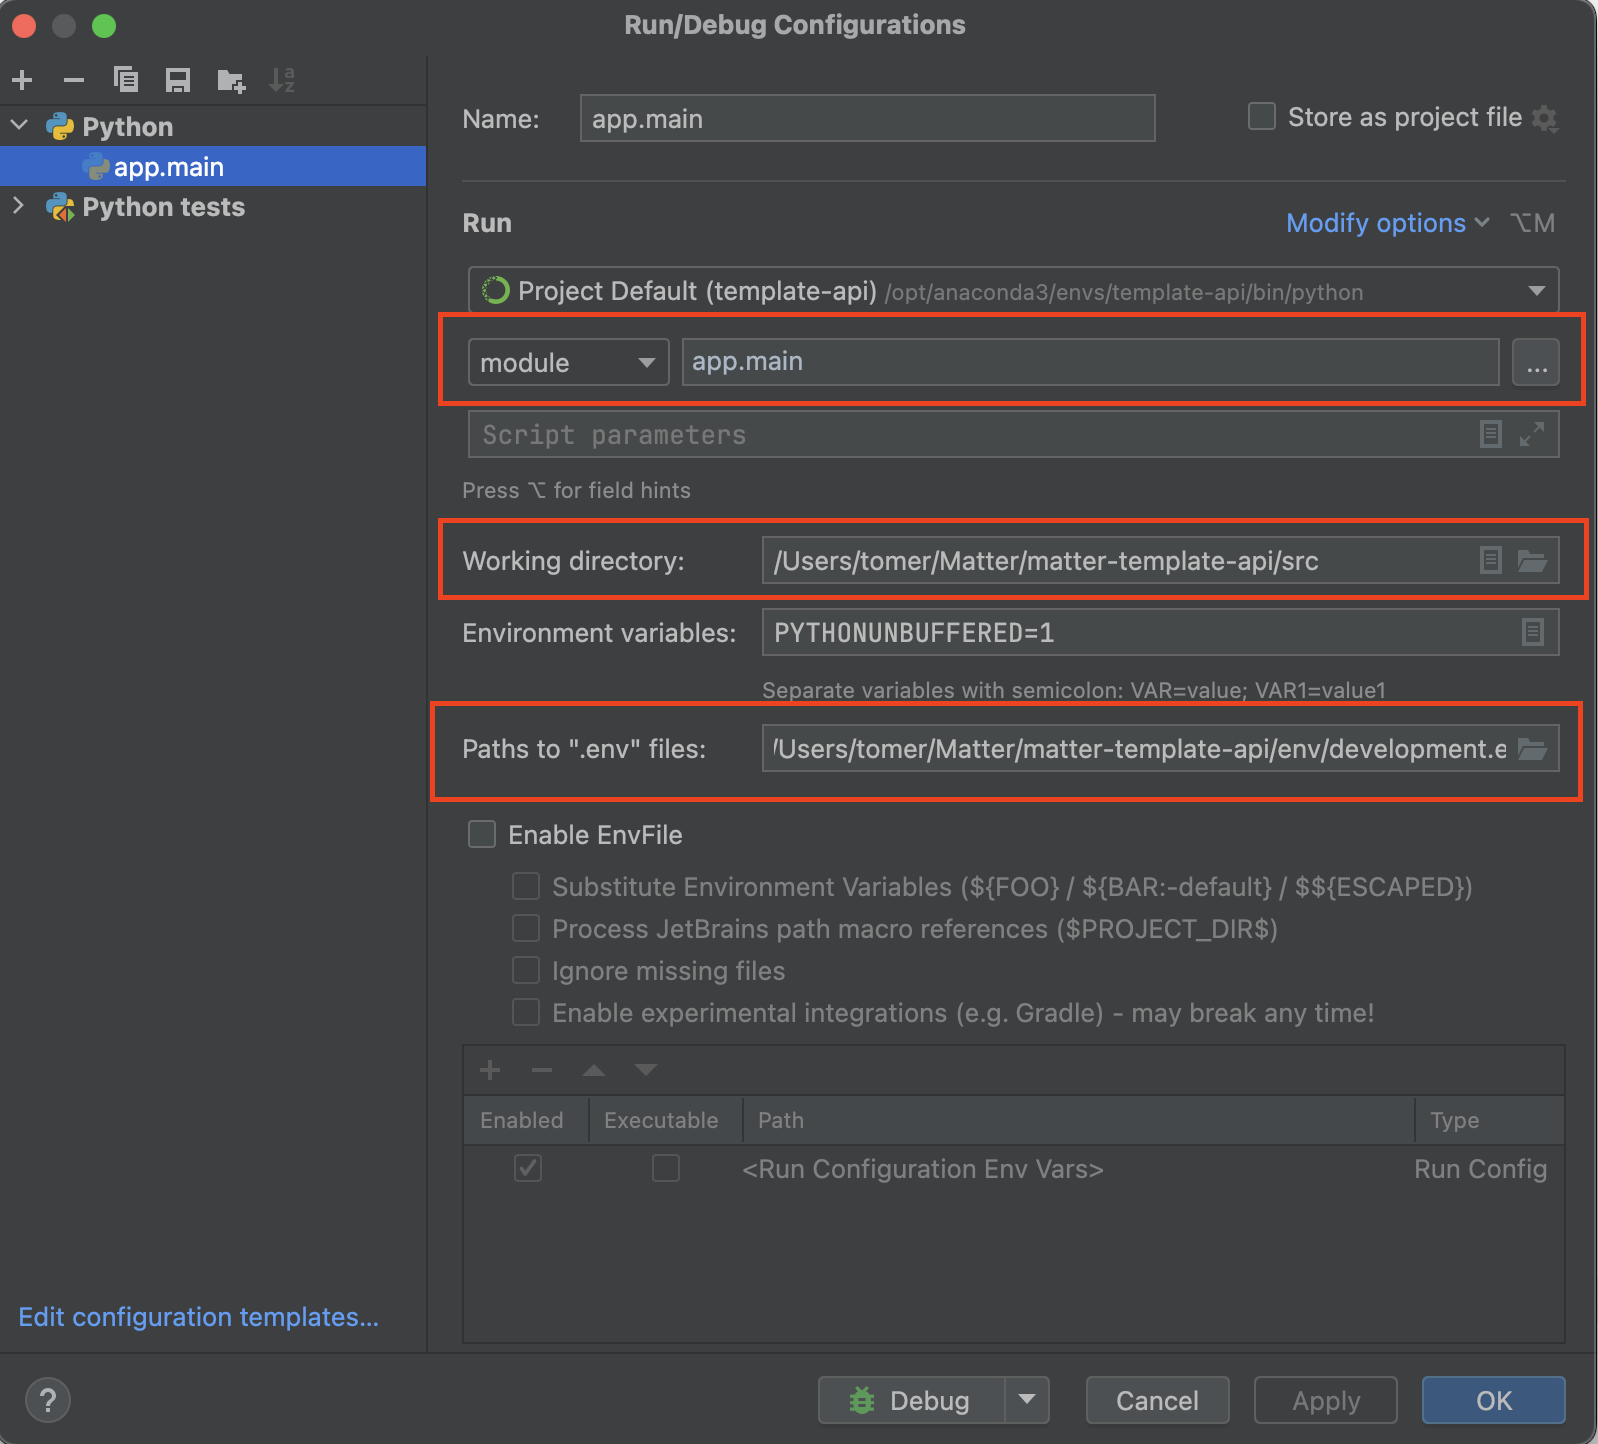 Run/Debug Configurations
Python
app.main
Python tests
Edit configuration templates...
Name: app.main Store as project file
Run Modify options ⌥M
Project Default (template-api) /opt/anaconda3/envs/template-api/bin/python
module app.main ...
Script parameters
Press ⌥ for field hints
Working directory: /Users/tomer/Matter/matter-template-api/src
Environment variables: PYTHONUNBUFFERED=1
Separate variables with semicolon: VAR=value; VAR1=value1
Paths to ".env" files: /Users/tomer/Matter/matter-template-api/env/development.e
Enable EnvFile
Substitute Environment Variables (${FOO} / ${BAR:-default} / $${ESCAPED})
Process JetBrains path macro references ($PROJECT_DIR$)
Ignore missing files
Enable experimental integrations (e.g. Gradle) - may break any time!
Enabled Executable Path Type
<Run Configuration Env Vars> Run Config
? Debug Cancel Apply OK